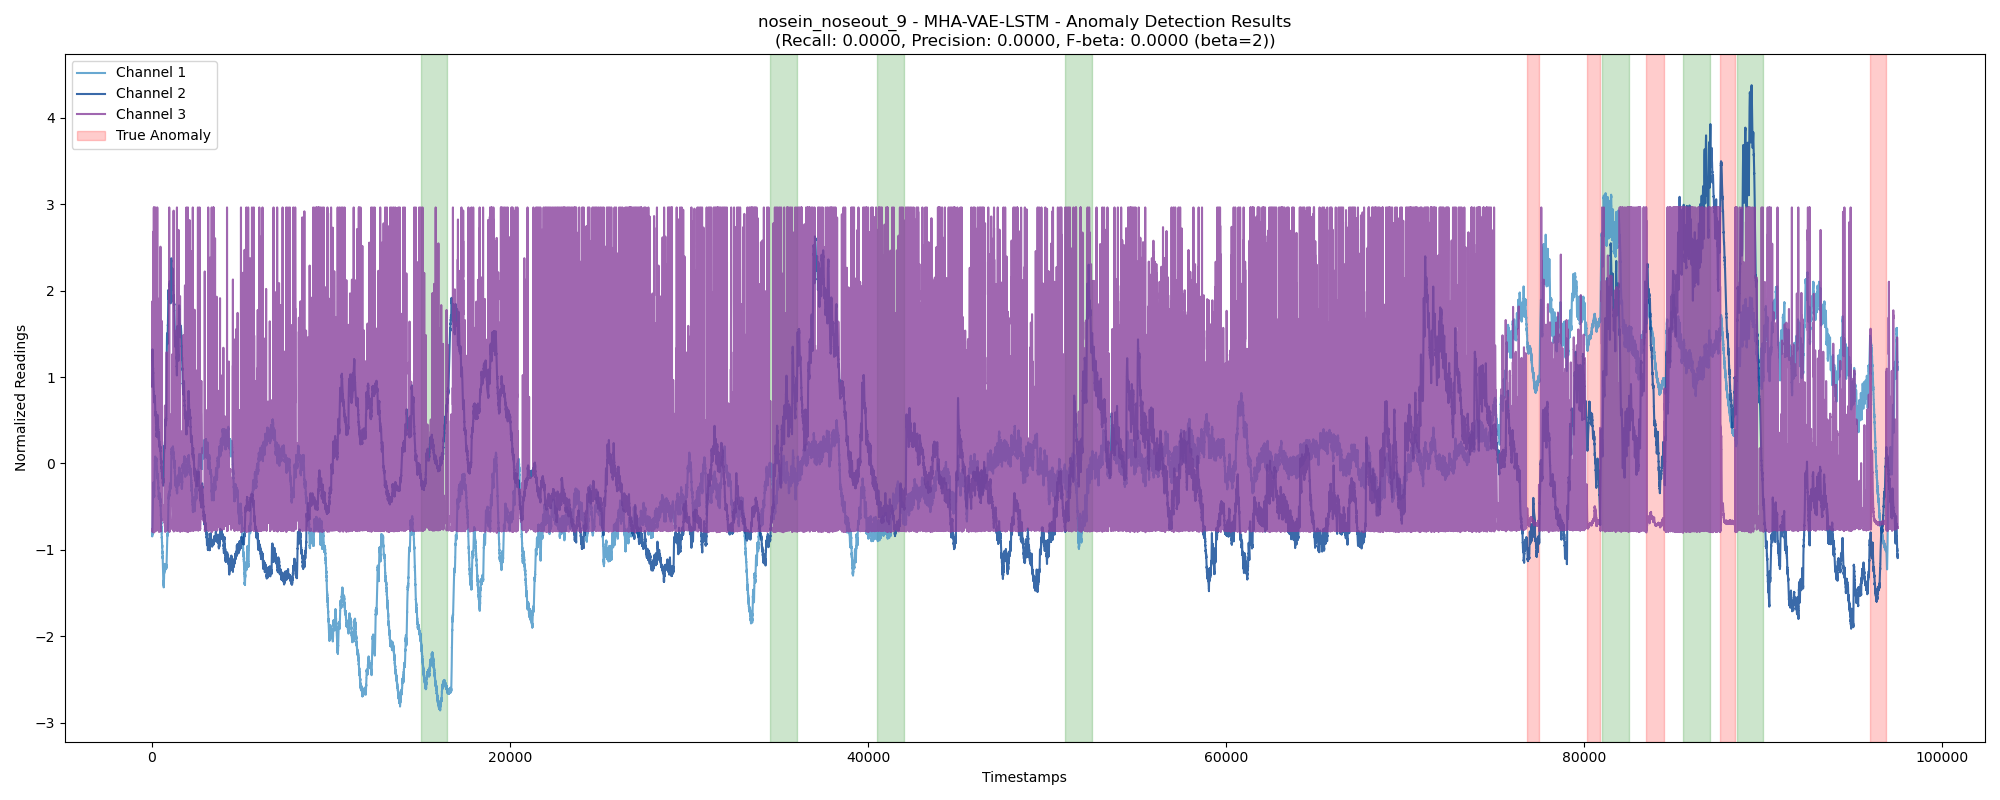 nosein_noseout_9 - MHA-VAE-LSTM - Anomaly Detection Results
(Recall: 0.0000, Precision: 0.0000, F-beta: 0.0000 (beta=2))
Channel 1
Channel 2
Channel 3
True Anomaly
Normalized Readings
4
3
2
1
0
−1
−2
−3
0
20000
40000
60000
80000
100000
Timestamps